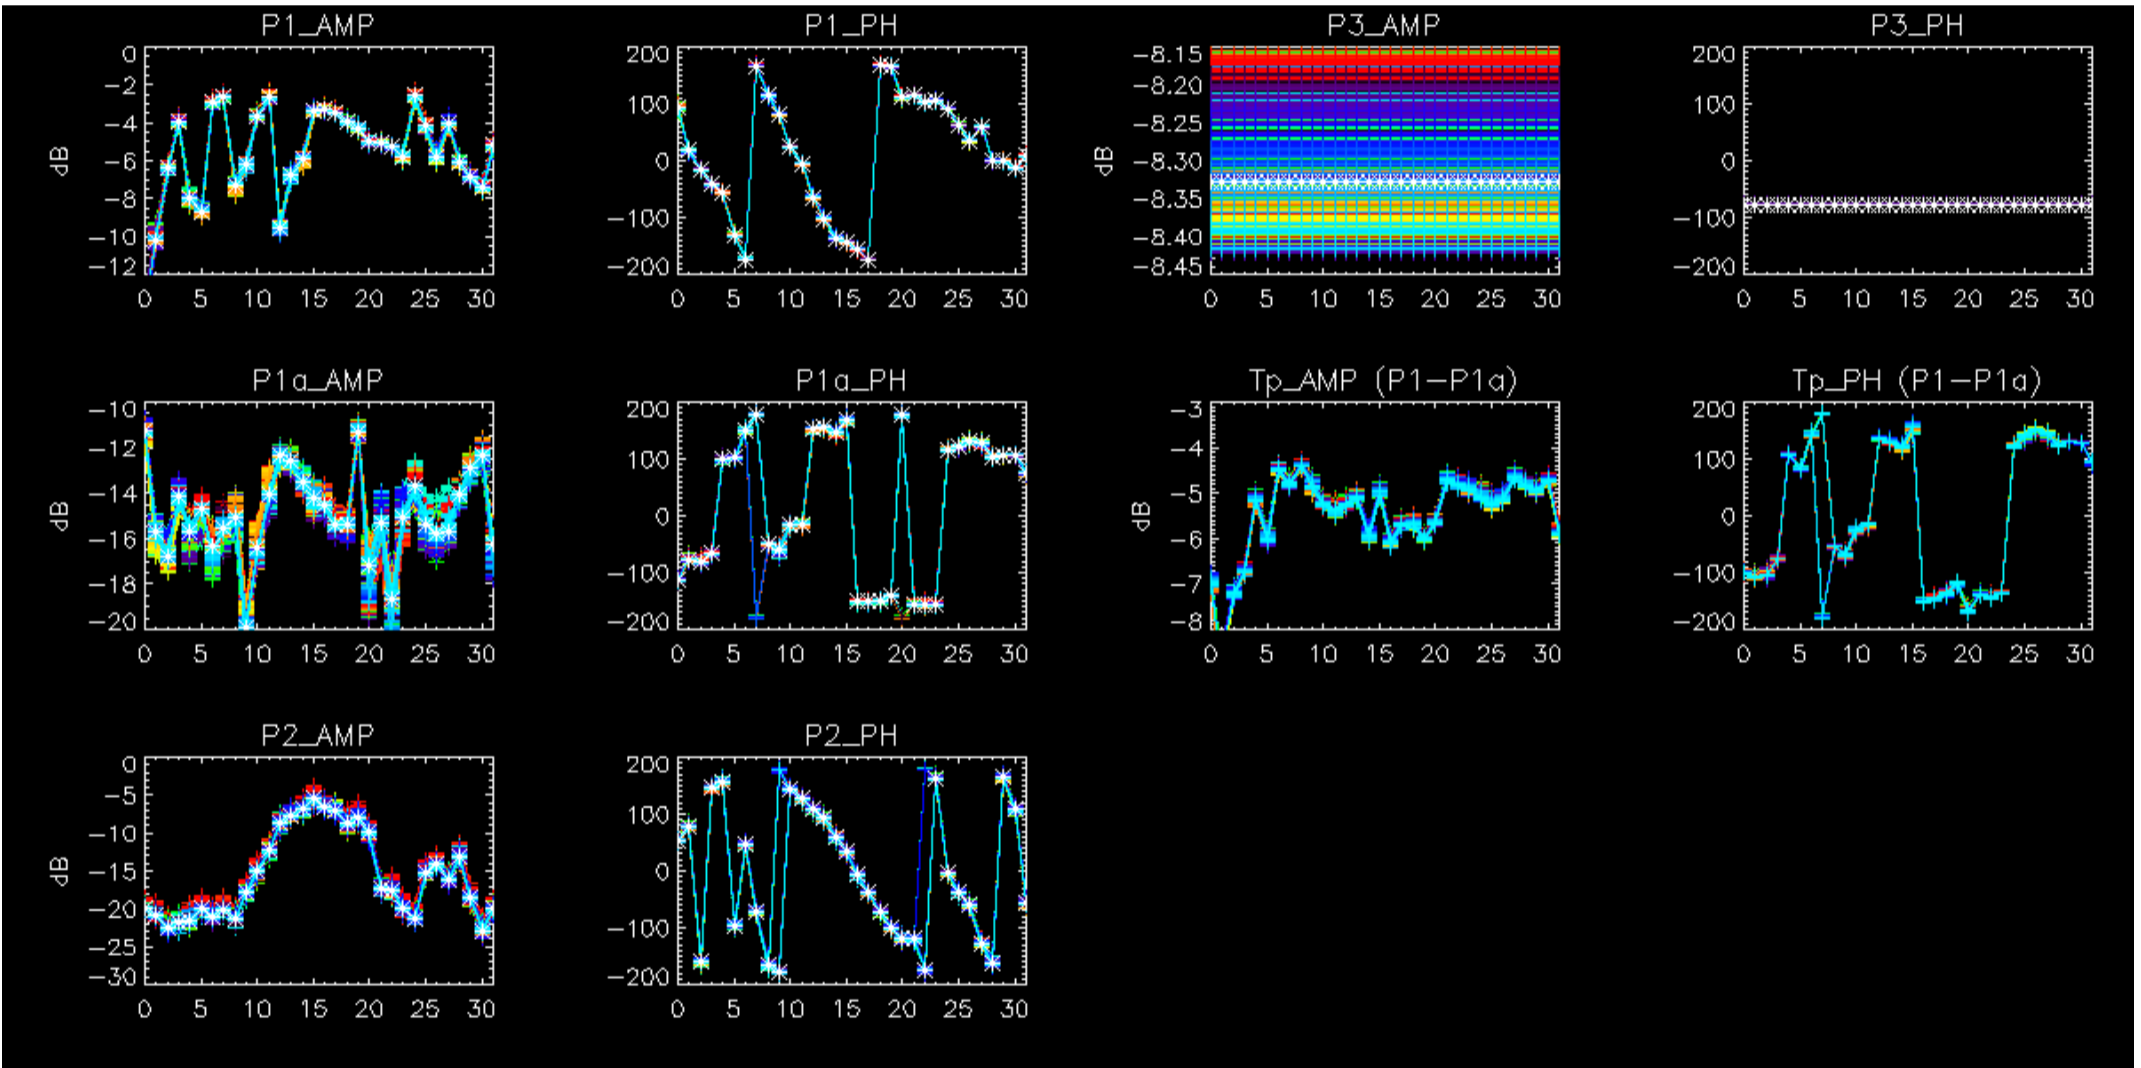 P1_AMP
0
−2
−4
−6
−8
−10
−12
dB
0 5 10 15 20 25 30
P1_PH
200
100
0
−100
−200
0 5 10 15 20 25 30
P3_AMP
−8.15
−8.20
−8.25
−8.30
−8.35
−8.40
−8.45
dB
0 5 10 15 20 25 30
P3_PH
200
100
0
−100
−200
0 5 10 15 20 25 30
P1a_AMP
−10
−12
−14
−16
−18
−20
dB
0 5 10 15 20 25 30
P1a_PH
200
100
0
−100
−200
0 5 10 15 20 25 30
Tp_AMP (P1−P1a)
−3
−4
−5
−6
−7
−8
dB
0 5 10 15 20 25 30
Tp_PH (P1−P1a)
200
100
0
−100
−200
0 5 10 15 20 25 30
P2_AMP
0
−5
−10
−15
−20
−25
−30
dB
0 5 10 15 20 25 30
P2_PH
200
100
0
−100
−200
0 5 10 15 20 25 30